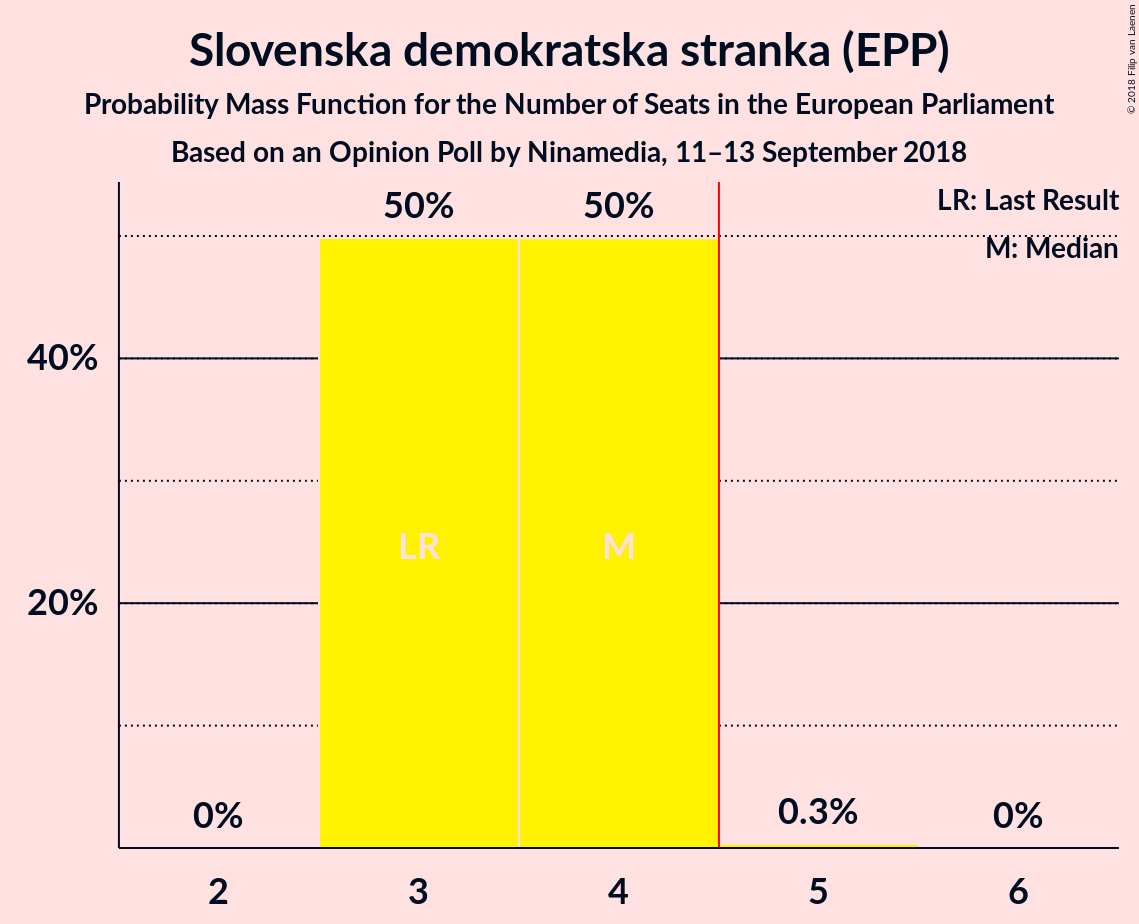 Slovenska demokratska stranka (EPP)
Probability Mass Function for the Number of Seats in the European Parliament
Based on an Opinion Poll by Ninamedia, 11–13 September 2018
© 2018 Filip van Laenen
LR: Last Result
M: Median
50%
50%
40%
20%
LR
M
0%
0.3%
0%
2
3
4
5
6